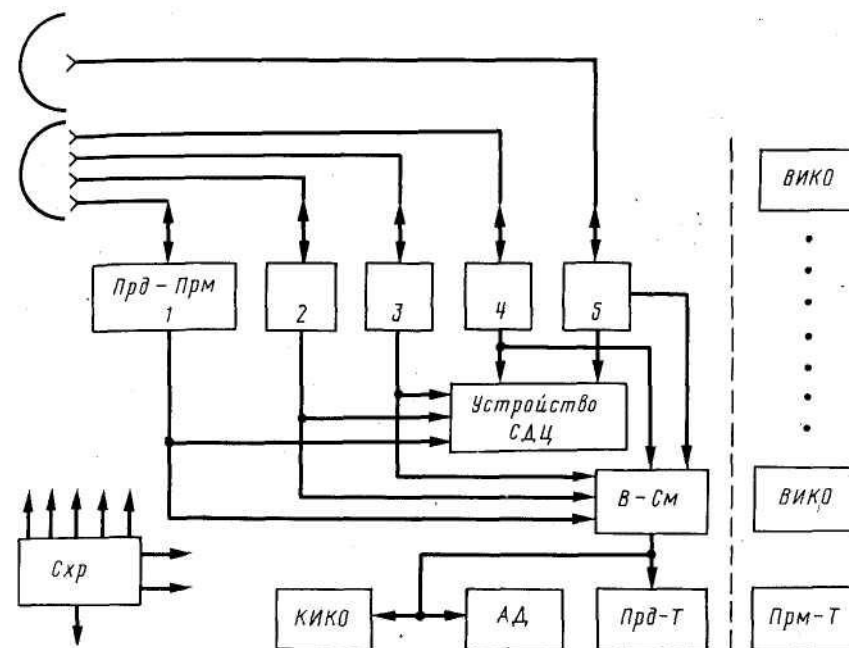 ВИКО
Прд - Прм
1
2
3
4
5
Устройство
СДЦ
В - См
ВИКО
Схр
КИКО
АД
Прд-Т
Прм-Т